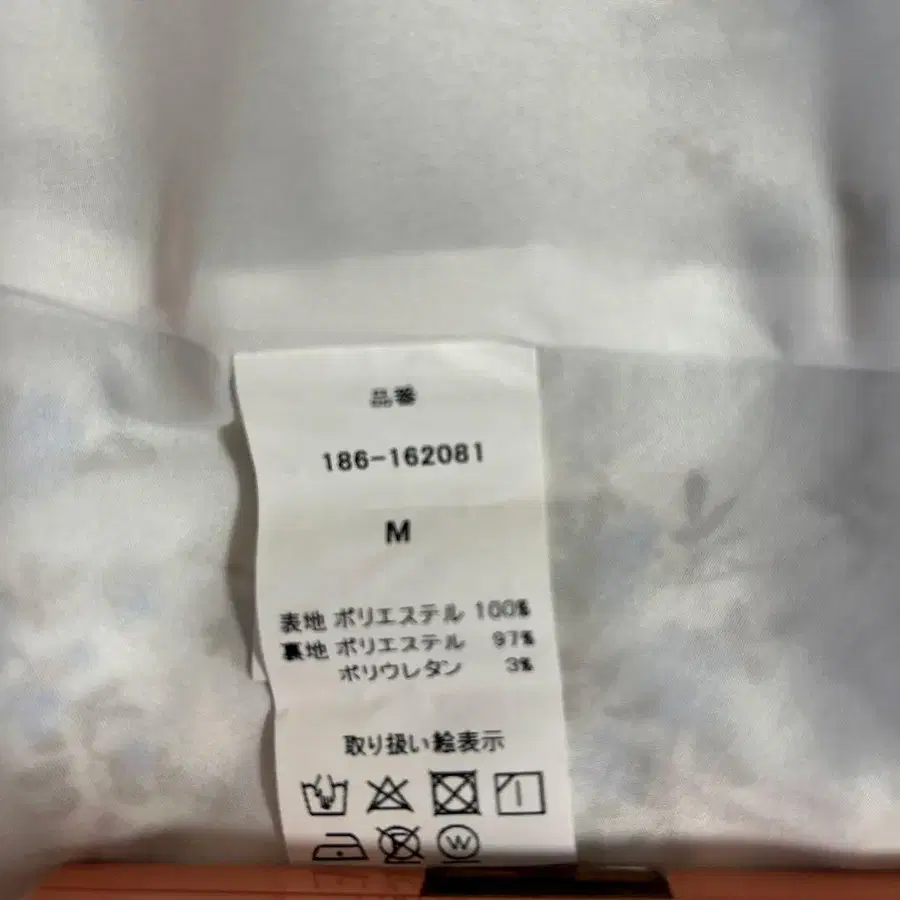 品番
186-162081
M
表地 ポリエステル 100%
裏地 ポリエステル 97%
ポリウレタン 3%
取り扱い絵表示
W